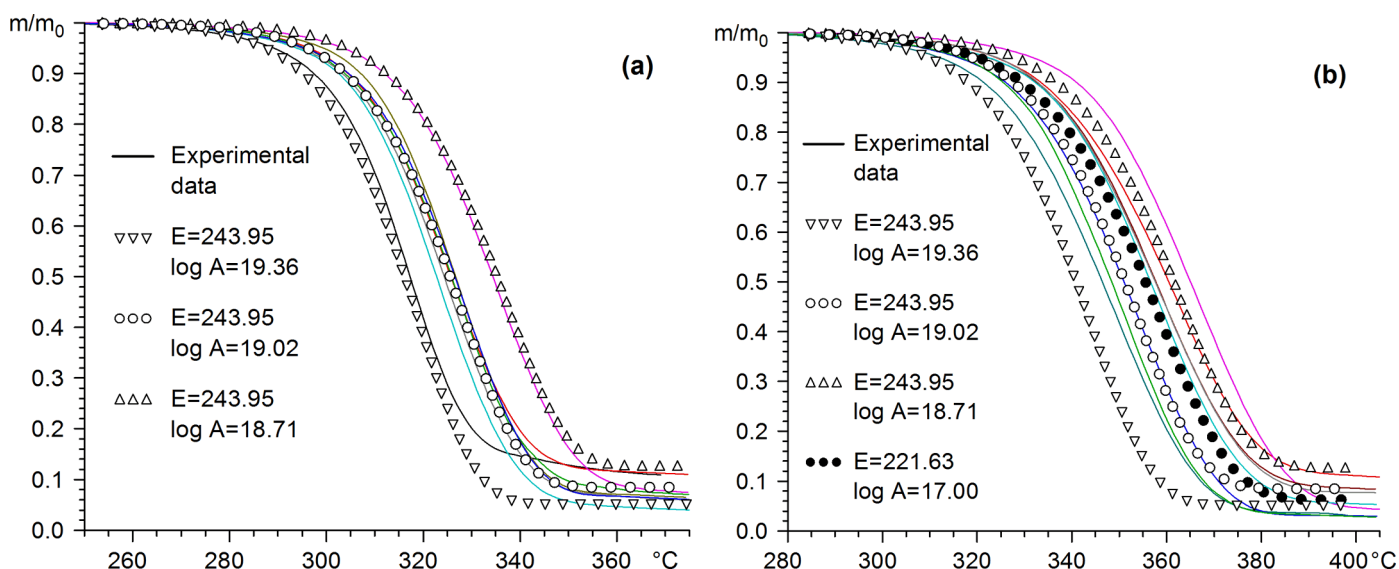 m/m0
0.9
0.8
0.7
0.6
0.5
0.4
0.3
0.2
0.1
0.0
260
280
300
320
340
360
°C
(a)
Experimental
data
E=243.95
log A=19.36
E=243.95
log A=19.02
E=243.95
log A=18.71
m/m0
0.9
0.8
0.7
0.6
0.5
0.4
0.3
0.2
0.1
0.0
280
300
320
340
360
380
400
°C
(b)
Experimental
data
E=243.95
log A=19.36
E=243.95
log A=19.02
E=243.95
log A=18.71
E=221.63
log A=17.00